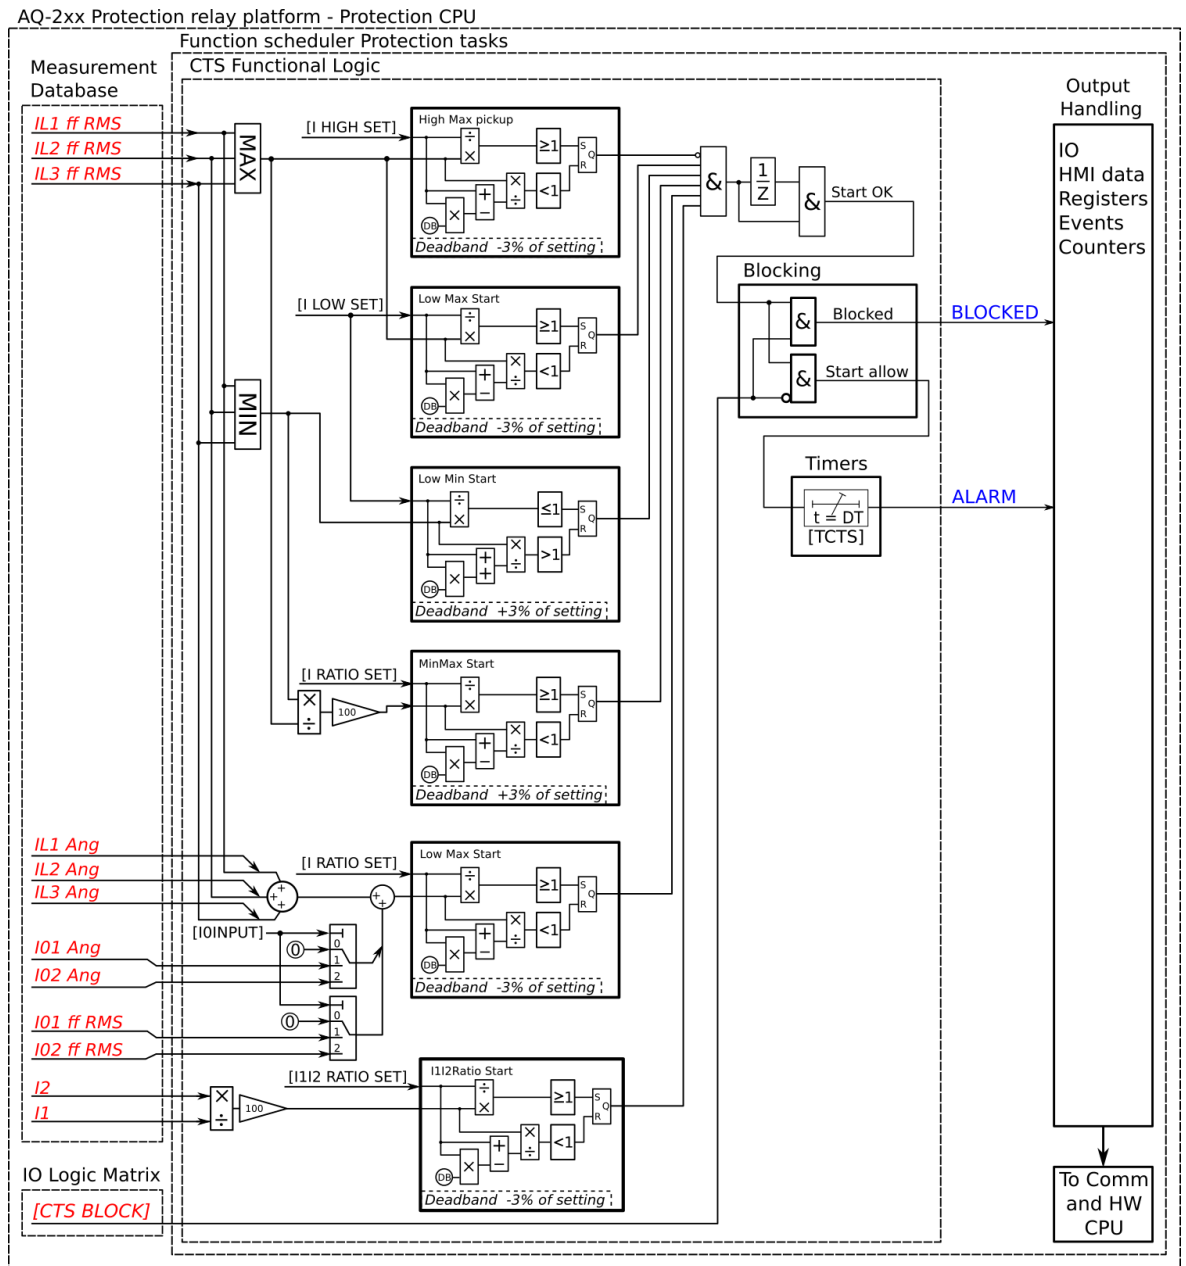 AQ-2xx Protection relay platform - Protection CPU
Function scheduler Protection tasks
CTS Functional Logic
Measurement
Database
IL1 ff RMS
IL2 ff RMS
IL3 ff RMS
MAX
[I HIGH SET]
High Max pickup
÷
×
≥1
S
Q
R
×
÷
<1
+
−
×
DB
Deadband -3% of setting
&
1
Z
&
Start OK
Output
Handling
IO
HMI data
Registers
Events
Counters
[I LOW SET]
Low Max Start
÷
×
≥1
S
Q
R
×
÷
<1
+
−
×
DB
Deadband -3% of setting
Blocking
&
Blocked
BLOCKED
&
Start allow
MIN
Low Min Start
÷
×
≤1
S
Q
R
×
÷
>1
+
+
×
DB
Deadband +3% of setting
Timers
t = DT
[TCTS]
ALARM
[I RATIO SET]
×
÷
100
MinMax Start
÷
×
≥1
S
Q
R
×
÷
<1
+
−
×
DB
Deadband +3% of setting
IL1 Ang
IL2 Ang
IL3 Ang
+
+
+
[I RATIO SET]
+
+
Low Max Start
÷
×
≥1
S
Q
R
×
÷
<1
+
−
×
DB
Deadband -3% of setting
[I0INPUT]
0
0
1
2
I01 Ang
I02 Ang
0
0
1
2
I01 ff RMS
I02 ff RMS
I2
I1
×
÷
100
[I1I2 RATIO SET]
I1I2Ratio Start
÷
×
≥1
S
Q
R
×
÷
<1
+
−
×
DB
Deadband -3% of setting
IO Logic Matrix
[CTS BLOCK]
To Comm
and HW
CPU